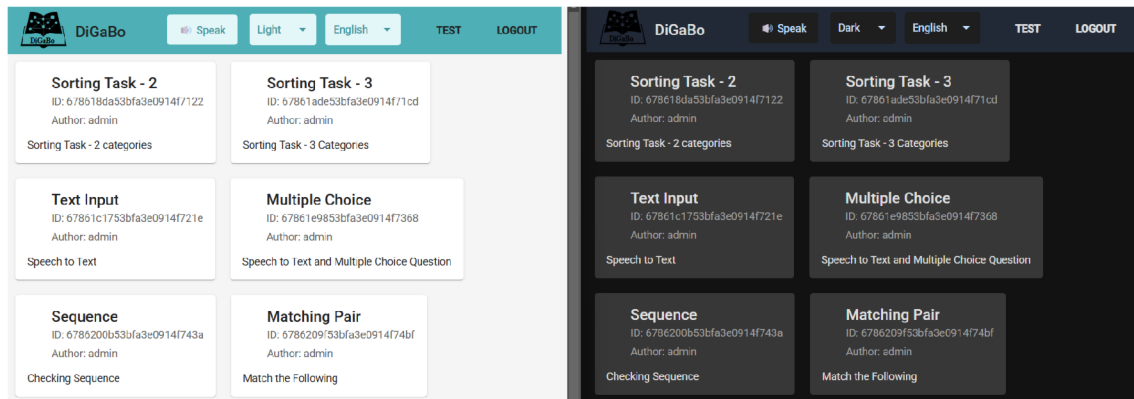 DiGaBo
DiGaBo
Speak
Light
English
TEST
LOGOUT
Sorting Task - 2
ID: 678618da53bfa3e0914f7122
Author: admin
Sorting Task - 2 categories
Sorting Task - 3
ID: 67861ade53bfa3e0914f71cd
Author: admin
Sorting Task - 3 Categories
Text Input
ID: 67861c1753bfa3e0914f721e
Author: admin
Speech to Text
Multiple Choice
ID: 67861e9853bfa3e0914f7368
Author: admin
Speech to Text and Multiple Choice Question
Sequence
ID: 6786200b53bfa3e0914f743a
Author: admin
Checking Sequence
Matching Pair
ID: 6786209f53bfa3e0914f74bf
Author: admin
Match the Following
DiGaBo
DiGaBo
Speak
Dark
English
TEST
LOGOUT
Sorting Task - 2
ID: 678618da53bfa3e0914f7122
Author: admin
Sorting Task - 2 categories
Sorting Task - 3
ID: 67861ade53bfa3e0914f71cd
Author: admin
Sorting Task - 3 Categories
Text Input
ID: 67861c1753bfa3e0914f721e
Author: admin
Speech to Text
Multiple Choice
ID: 67861e9853bfa3e0914f7368
Author: admin
Speech to Text and Multiple Choice Question
Sequence
ID: 6786200b53bfa3e0914f743a
Author: admin
Checking Sequence
Matching Pair
ID: 6786209f53bfa3e0914f74bf
Author: admin
Match the Following